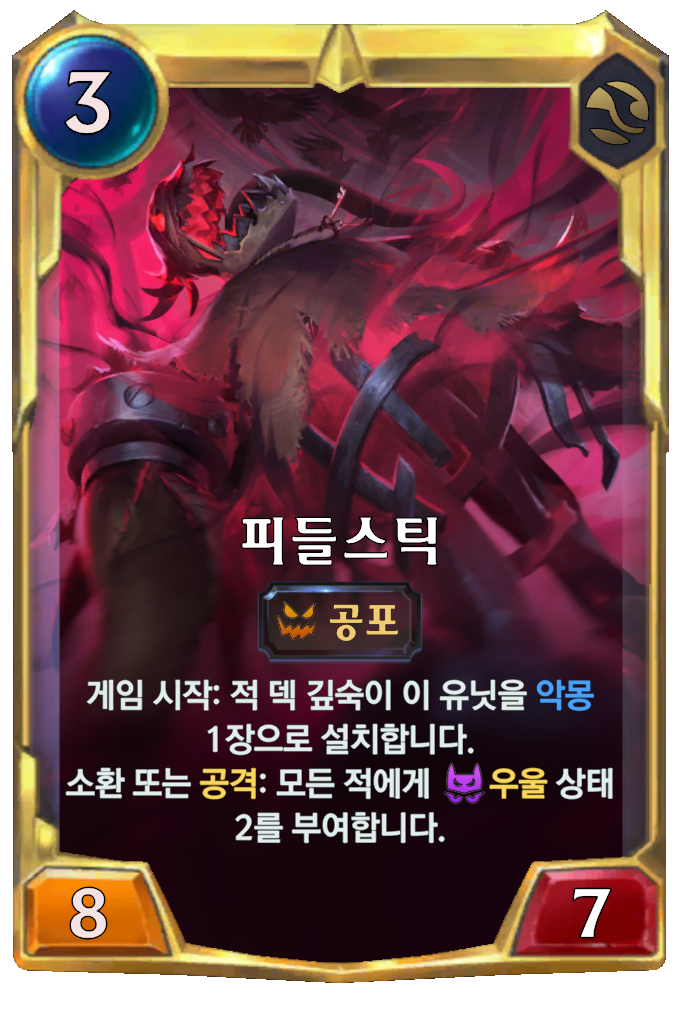 3
피들스틱
공포
게임 시작: 적 덱 깊숙이 이 유닛을 악몽
1장으로 설치합니다.
소환 또는 공격: 모든 적에게 우울 상태
2를 부여합니다.
8
7